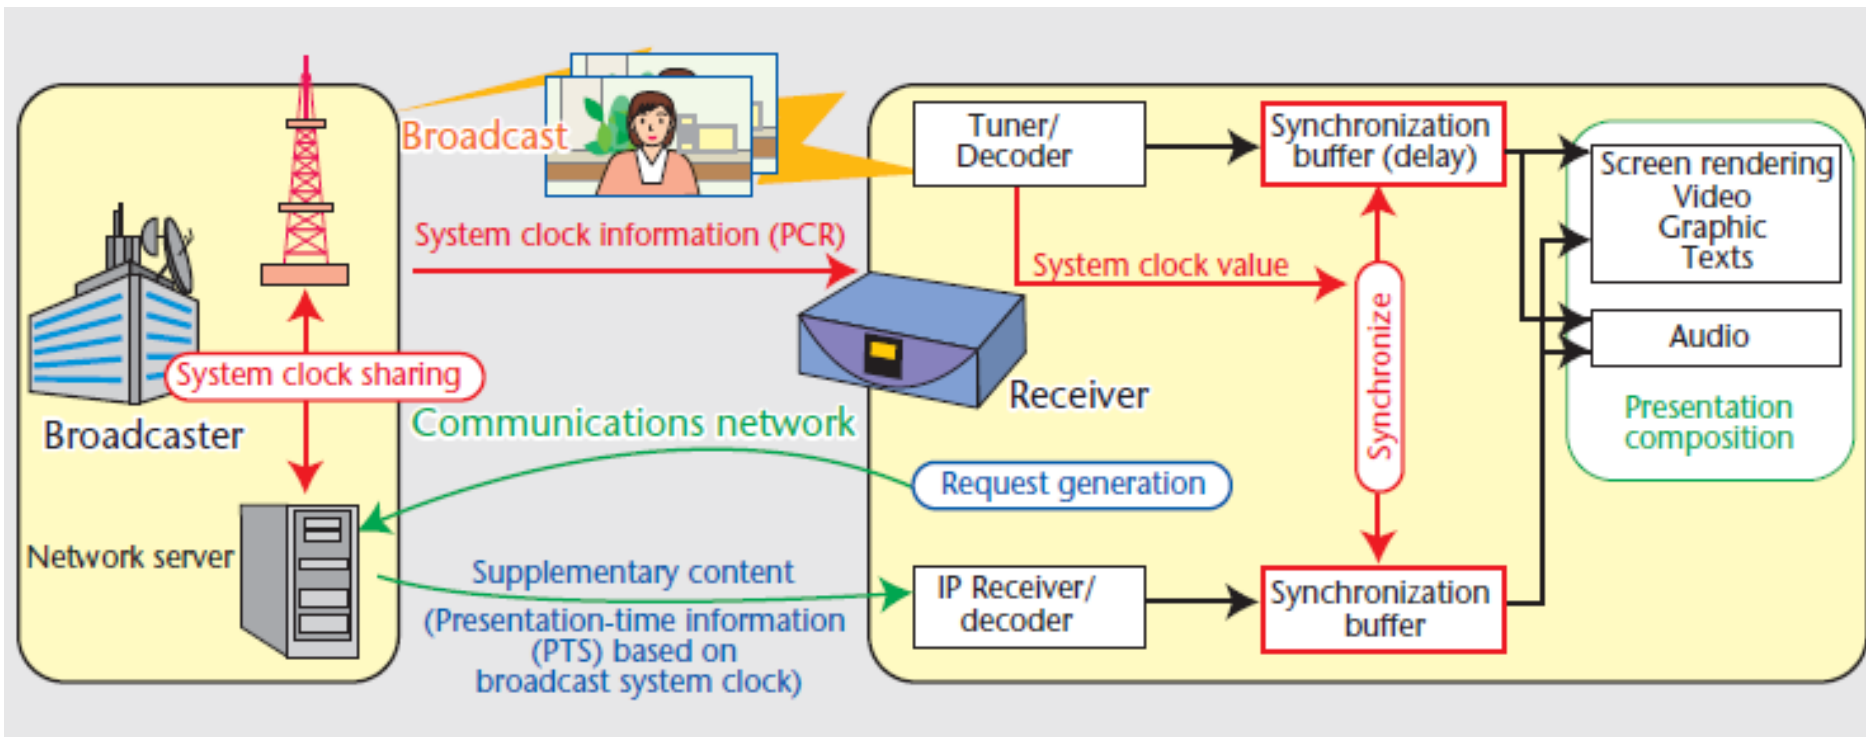 Broadcast
System clock information (PCR)
System clock sharing
Broadcaster
Network server
Communications network
Supplementary content
(Presentation-time information
(PTS) based on
broadcast system clock)
Receiver
Tuner/
Decoder
System clock value
Request generation
IP Receiver/
decoder
Synchronization
buffer (delay)
Synchronize
Synchronization
buffer
Screen rendering
Video
Graphic
Texts
Audio
Presentation
composition